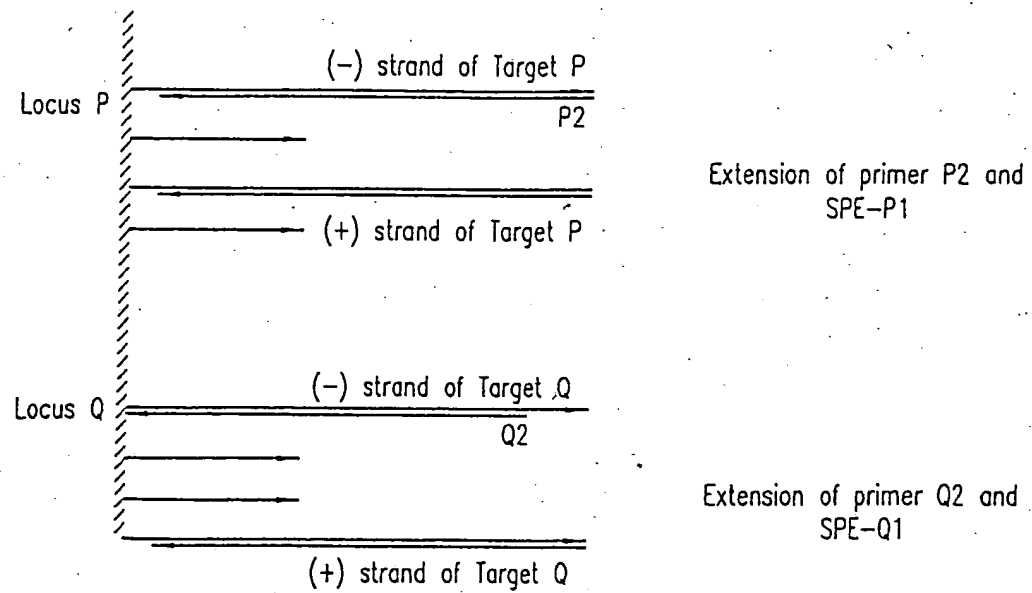 (-) strand of Target P
Locus P
P2
Extension of primer P2 and
SPE-P1
(+) strand of Target P
(-) strand of Target Q
Locus Q
Q2
Extension of primer Q2 and
SPE-Q1
(+) strand of Target Q